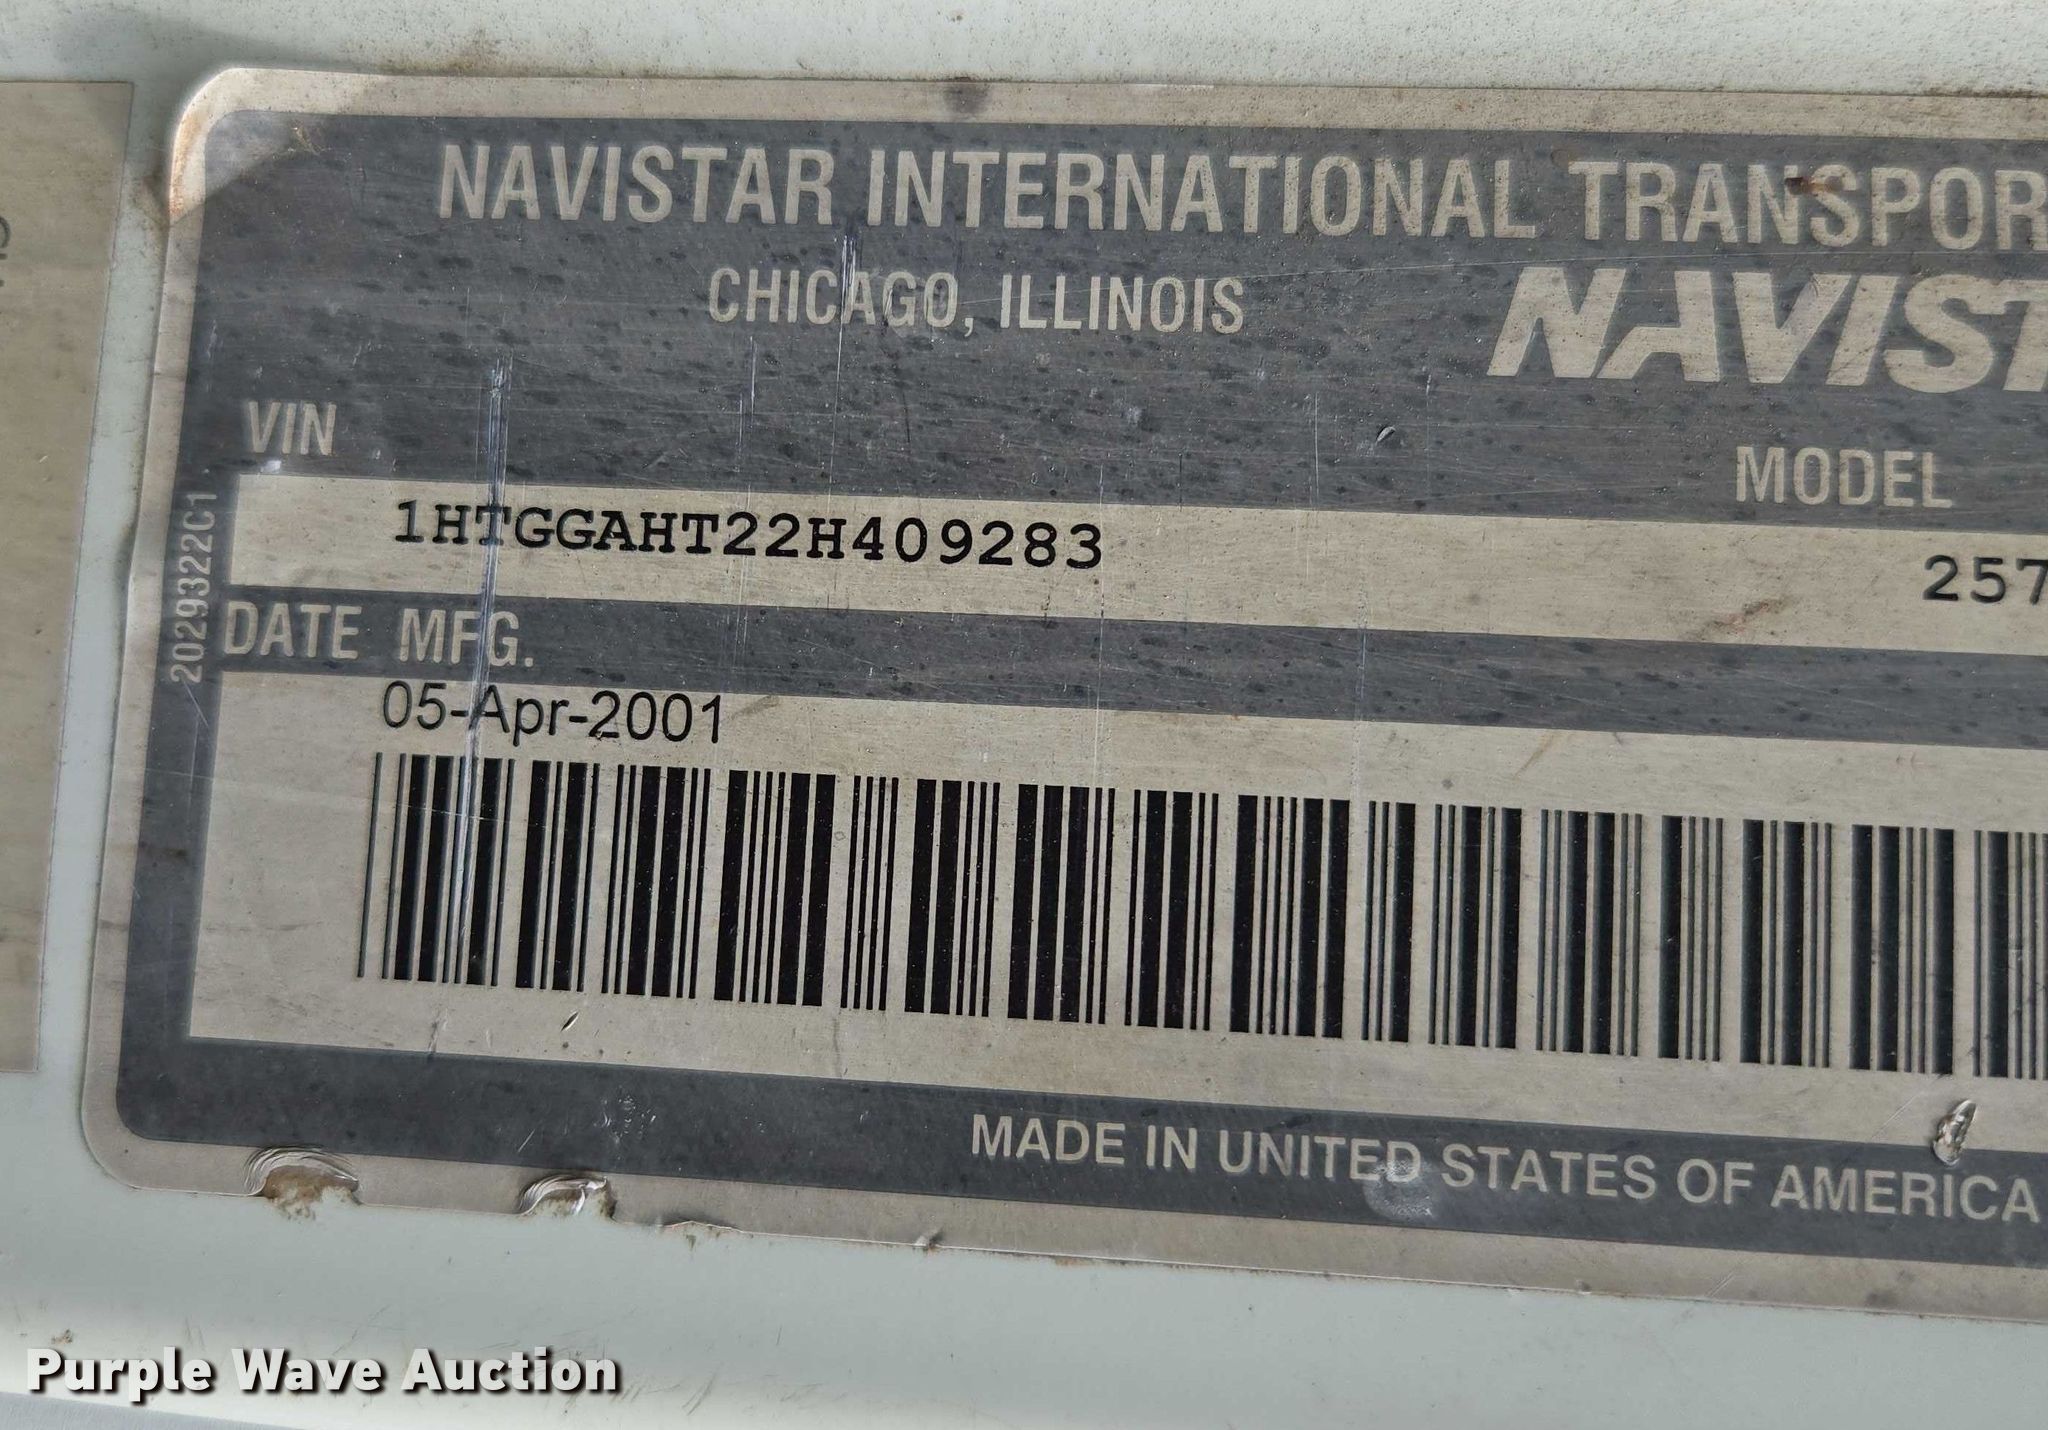 NAVISTAR INTERNATIONAL TRANSPOR
CHICAGO, ILLINOIS
NAVIST
VIN
MODEL
1HTGGAHT22H409283
257
2029322C1
DATE MFG.
05-Apr-2001
MADE IN UNITED STATES OF AMERICA
Purple Wave Auction